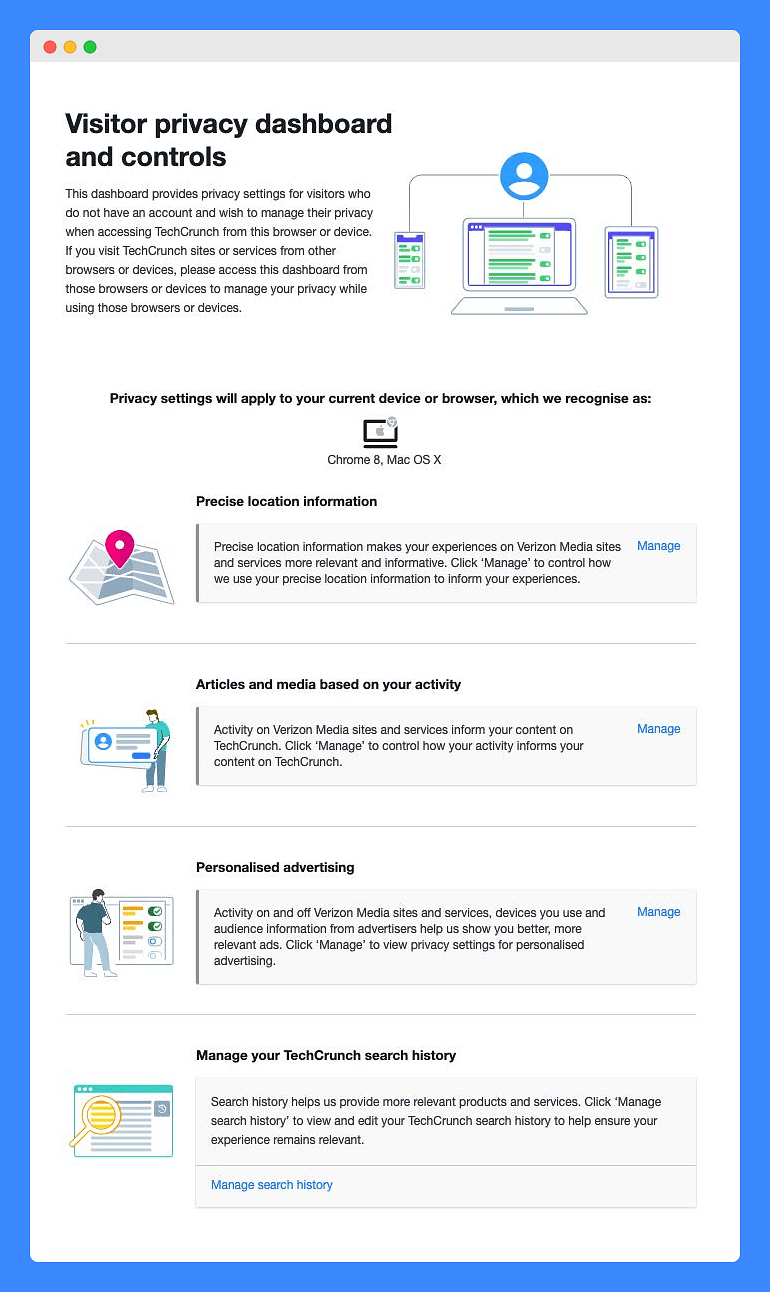 Visitor privacy dashboard
and controls
This dashboard provides privacy settings for visitors who
do not have an account and wish to manage their privacy
when accessing TechCrunch from this browser or device.
If you visit TechCrunch sites or services from other
browsers or devices, please access this dashboard from
those browsers or devices to manage your privacy while
using those browsers or devices.
Privacy settings will apply to your current device or browser, which we recognise as:
Chrome 8, Mac OS X
Precise location information
Precise location information makes your experiences on Verizon Media sites
and services more relevant and informative. Click ‘Manage’ to control how
we use your precise location information to inform your experiences.
Manage
Articles and media based on your activity
Activity on Verizon Media sites and services inform your content on
TechCrunch. Click ‘Manage’ to control how your activity informs your
content on TechCrunch.
Manage
Personalised advertising
Activity on and off Verizon Media sites and services, devices you use and
audience information from advertisers help us show you better, more
relevant ads. Click ‘Manage’ to view privacy settings for personalised
advertising.
Manage
Manage your TechCrunch search history
Search history helps us provide more relevant products and services. Click ‘Manage
search history’ to view and edit your TechCrunch search history to help ensure your
experience remains relevant.
Manage search history